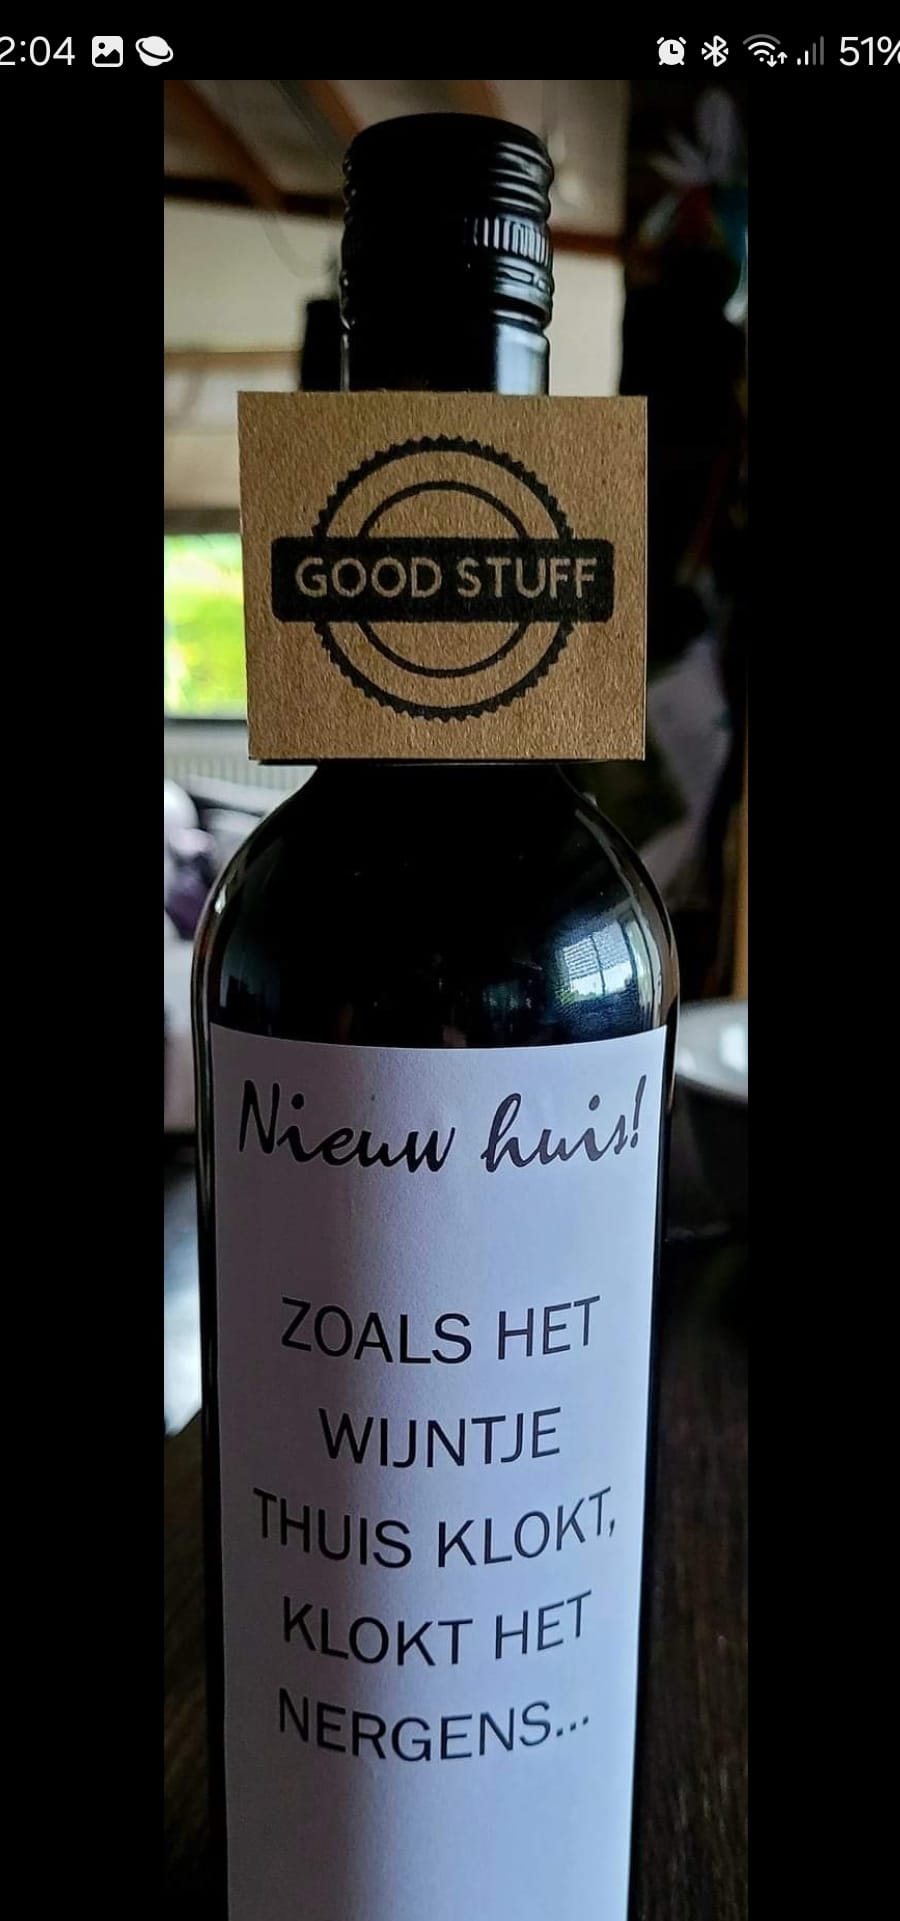 2:04
51%
GOOD STUFF
Nieuw huis!
ZOALS HET
WIJNTJE
THUIS KLOKT,
KLOKT HET
NERGENS...